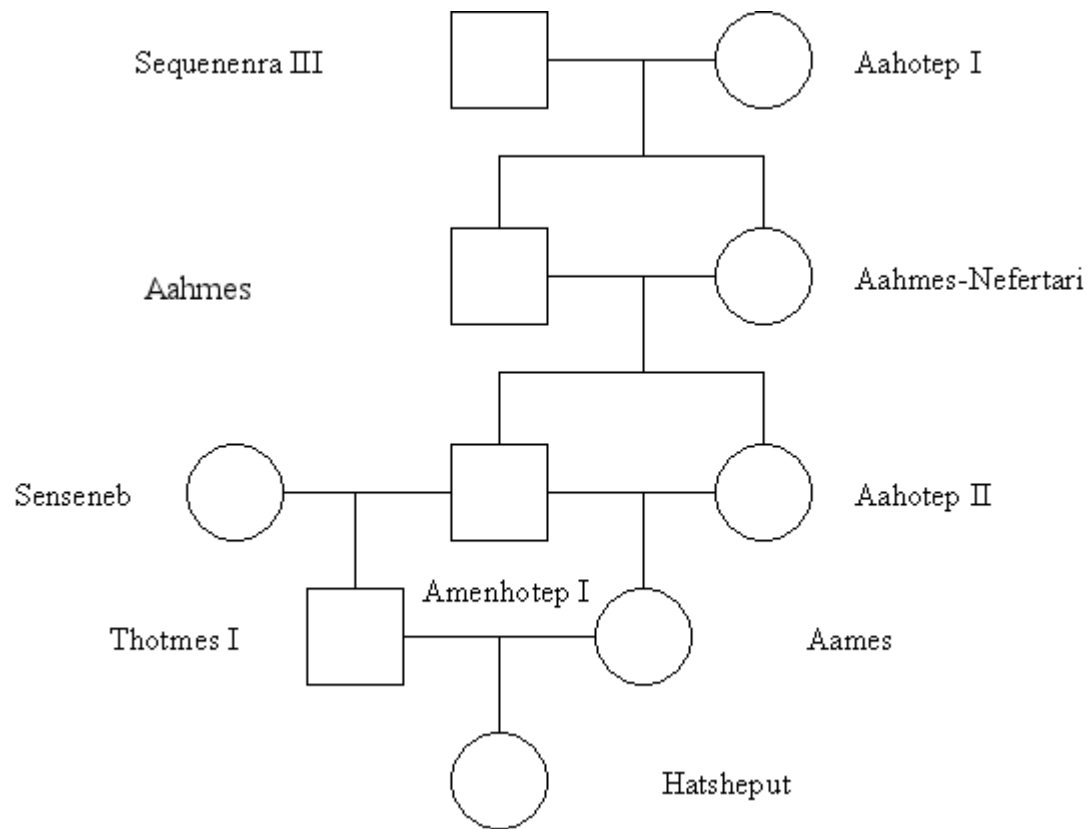 Sequenenra III
Aahotep I
Aahmes
Aahmes-Nefertari
Senseneb
Aahotep II
Amenhotep I
Thotmes I
Aames
Hatsheput